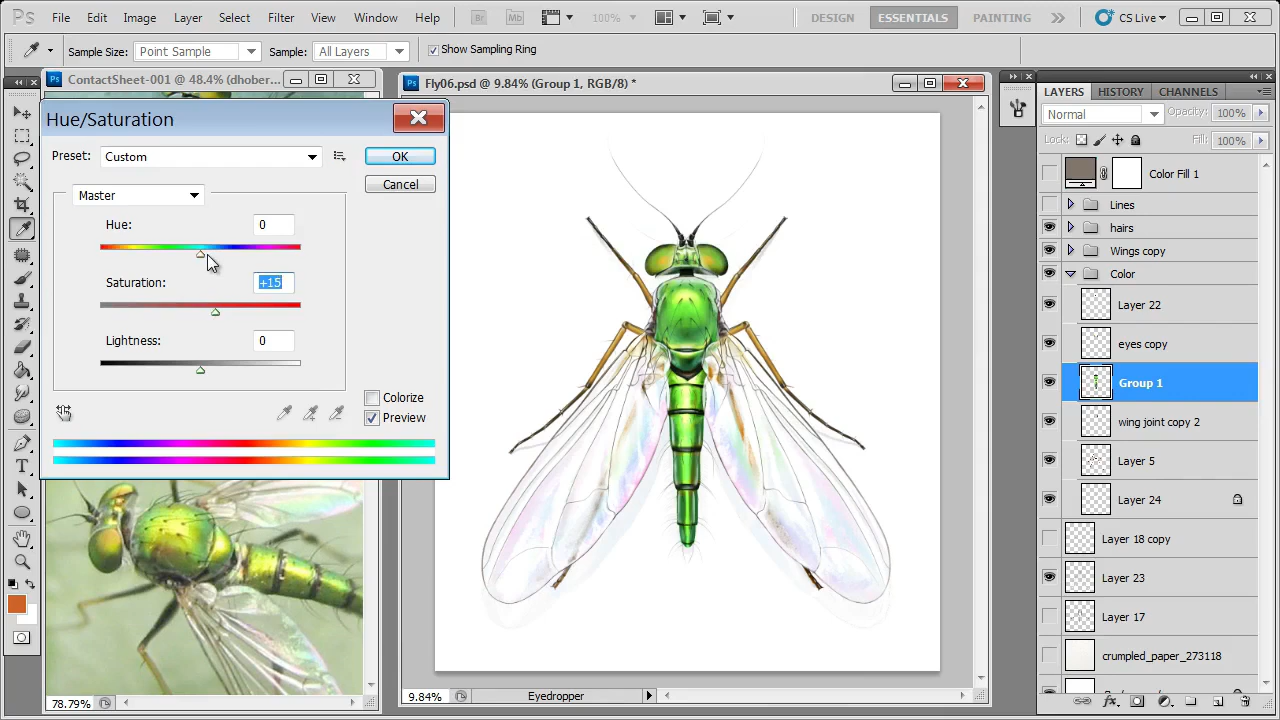 Ps File Edit Image Layer Select Filter View Window Help Br Mb 100% DESIGN ESSENTIALS PAINTING CS Live
Sample Size: Point Sample Sample: All Layers Show Sampling Ring
Ps ContactSheet-001 @ 48.4% (dhober...
Ps Fly06.psd @ 9.84% (Group 1, RGB/8) *
LAYERS HISTORY CHANNELS
Normal Opacity: 100%
Lock: Fill: 100%
Color Fill 1
Lines
hairs
Wings copy
Color
Layer 22
eyes copy
Group 1
wing joint copy 2
Layer 5
Layer 24
Layer 18 copy
Layer 23
Layer 17
crumpled_paper_273118
Hue/Saturation
Preset: Custom OK
Cancel
Master
Hue: 0
Saturation: +15
Lightness: 0
Colorize
Preview
78.79%
9.84% Eyedropper